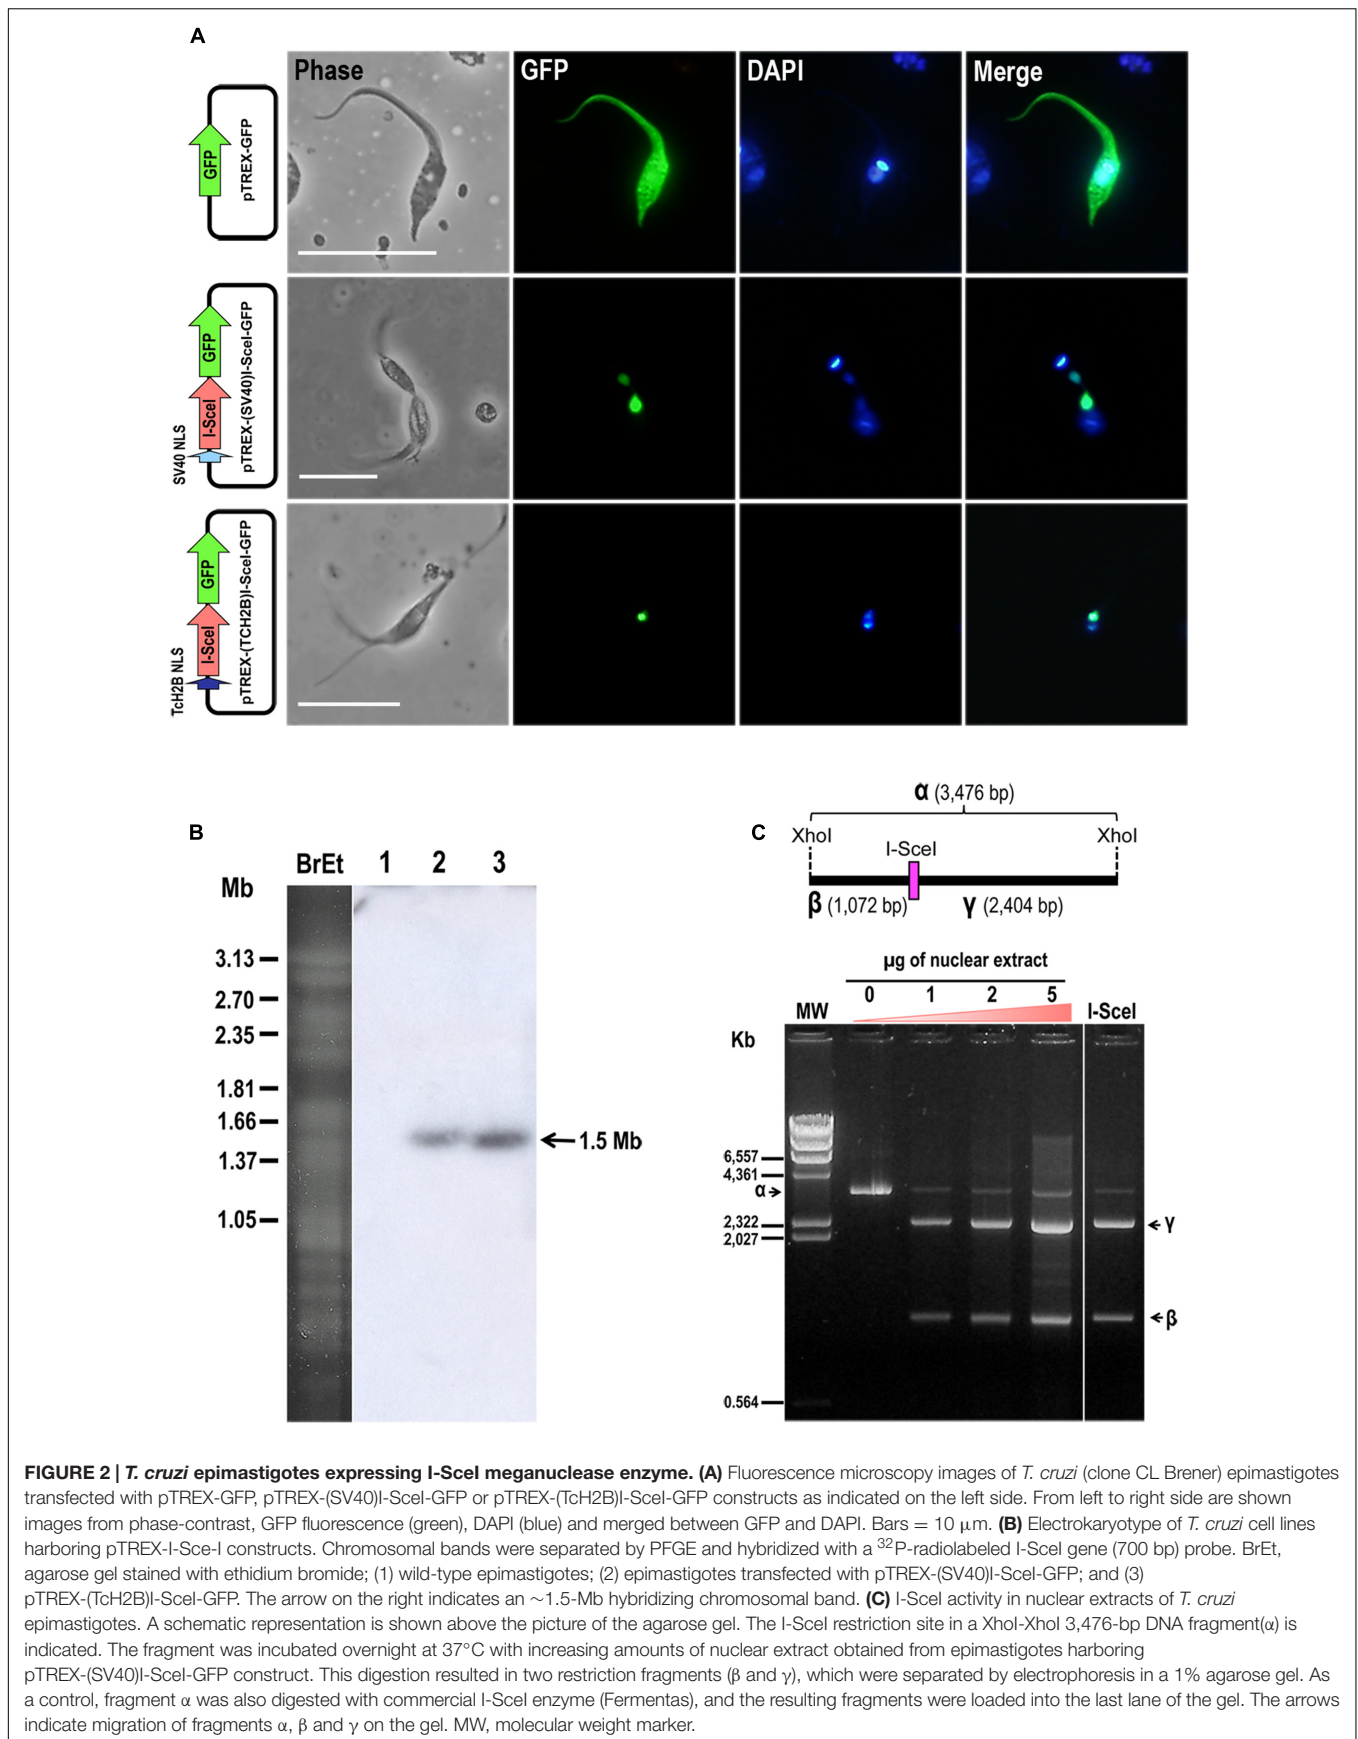 A
Phase
GFP
DAPI
Merge
GFP
pTREX-GFP
GFP
I-SceI
SV40 NLS
pTREX-(SV40)I-SceI-GFP
GFP
I-SceI
TcH2B NLS
pTREX-(TCH2B)I-SceI-GFP
B
Mb
BrEt 1 2 3
3.13
2.70
2.35
1.81
1.66
1.37
1.05
1.5 Mb
C
α (3,476 bp)
XhoI XhoI
I-SceI
β (1,072 bp) γ (2,404 bp)
µg of nuclear extract
0 1 2 5
MW I-SceI
Kb
6,557
4,361
α
2,322
2,027
0.564
γ
β
FIGURE 2 | T. cruzi epimastigotes expressing I-SceI meganuclease enzyme. (A) Fluorescence microscopy images of T. cruzi (clone CL Brener) epimastigotes
transfected with pTREX-GFP, pTREX-(SV40)I-SceI-GFP or pTREX-(TcH2B)I-SceI-GFP constructs as indicated on the left side. From left to right side are shown
images from phase-contrast, GFP fluorescence (green), DAPI (blue) and merged between GFP and DAPI. Bars = 10 µm. (B) Electrokaryotype of T. cruzi cell lines
harboring pTREX-I-Sce-I constructs. Chromosomal bands were separated by PFGE and hybridized with a ³²P-radiolabeled I-SceI gene (700 bp) probe. BrEt,
agarose gel stained with ethidium bromide; (1) wild-type epimastigotes; (2) epimastigotes transfected with pTREX-(SV40)I-SceI-GFP; and (3)
pTREX-(TcH2B)I-SceI-GFP. The arrow on the right indicates an ∼1.5-Mb hybridizing chromosomal band. (C) I-SceI activity in nuclear extracts of T. cruzi
epimastigotes. A schematic representation is shown above the picture of the agarose gel. The I-SceI restriction site in a XhoI-XhoI 3,476-bp DNA fragment(α) is
indicated. The fragment was incubated overnight at 37°C with increasing amounts of nuclear extract obtained from epimastigotes harboring
pTREX-(SV40)I-SceI-GFP construct. This digestion resulted in two restriction fragments (β and γ), which were separated by electrophoresis in a 1% agarose gel. As
a control, fragment α was also digested with commercial I-SceI enzyme (Fermentas), and the resulting fragments were loaded into the last lane of the gel. The arrows
indicate migration of fragments α, β and γ on the gel. MW, molecular weight marker.